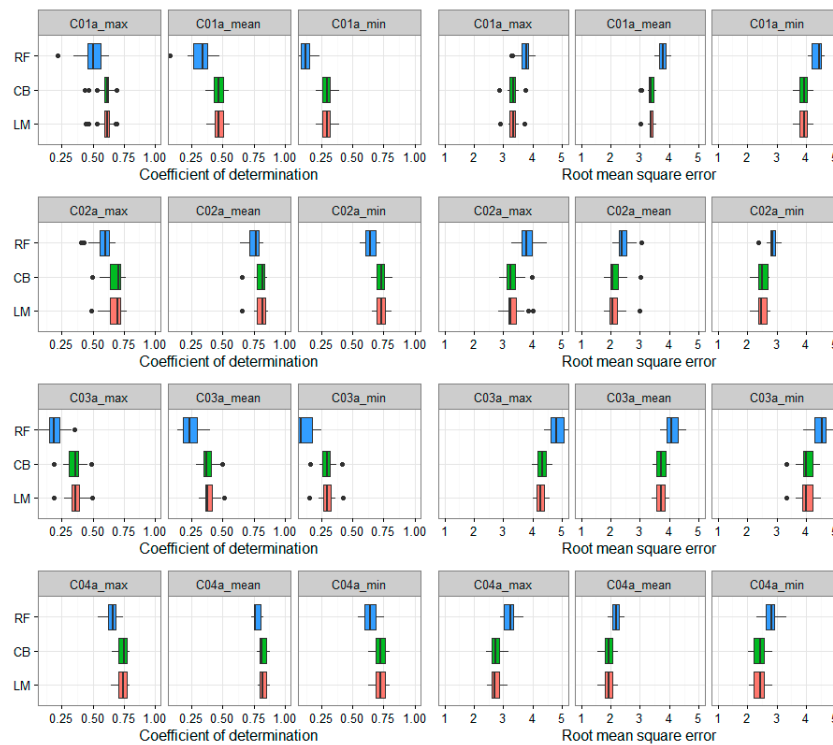 C01a_max C01a_mean C01a_min C01a_max C01a_mean C01a_min
RF
CB
LM
0.25 0.50 0.75 1.00 0.25 0.50 0.75 1.00 0.25 0.50 0.75 1.00 1 2 3 4 5 1 2 3 4 5 1 2 3 4 5
Coefficient of determination Root mean square error
C02a_max C02a_mean C02a_min C02a_max C02a_mean C02a_min
RF
CB
LM
0.25 0.50 0.75 1.00 0.25 0.50 0.75 1.00 0.25 0.50 0.75 1.00 1 2 3 4 5 1 2 3 4 5 1 2 3 4 5
Coefficient of determination Root mean square error
C03a_max C03a_mean C03a_min C03a_max C03a_mean C03a_min
RF
CB
LM
0.25 0.50 0.75 1.00 0.25 0.50 0.75 1.00 0.25 0.50 0.75 1.00 1 2 3 4 5 1 2 3 4 5 1 2 3 4 5
Coefficient of determination Root mean square error
C04a_max C04a_mean C04a_min C04a_max C04a_mean C04a_min
RF
CB
LM
0.25 0.50 0.75 1.00 0.25 0.50 0.75 1.00 0.25 0.50 0.75 1.00 1 2 3 4 5 1 2 3 4 5 1 2 3 4 5
Coefficient of determination Root mean square error